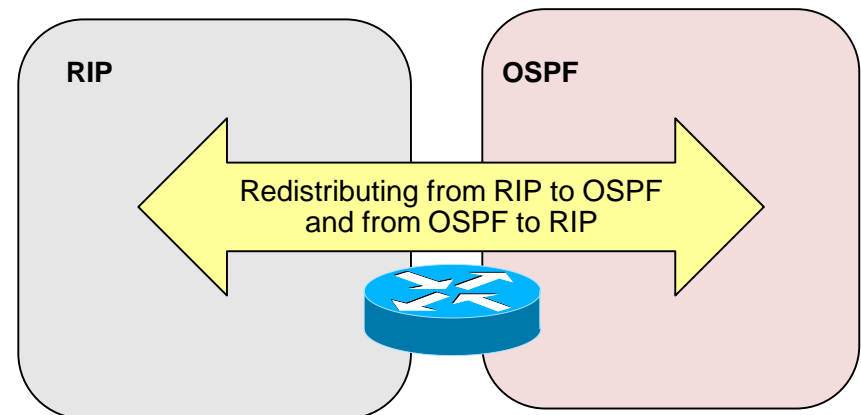 RIP
OSPF
Redistributing from RIP to OSPF
and from OSPF to RIP